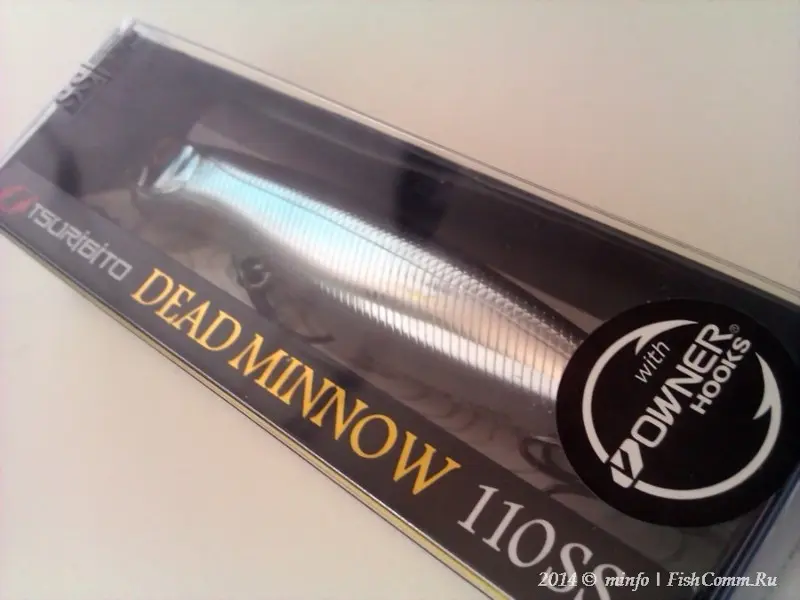 TSURIBITO
DEAD MINNOW 110SS
with
OWNER®
HOOKS
2014 © minfo | FishComm.Ru